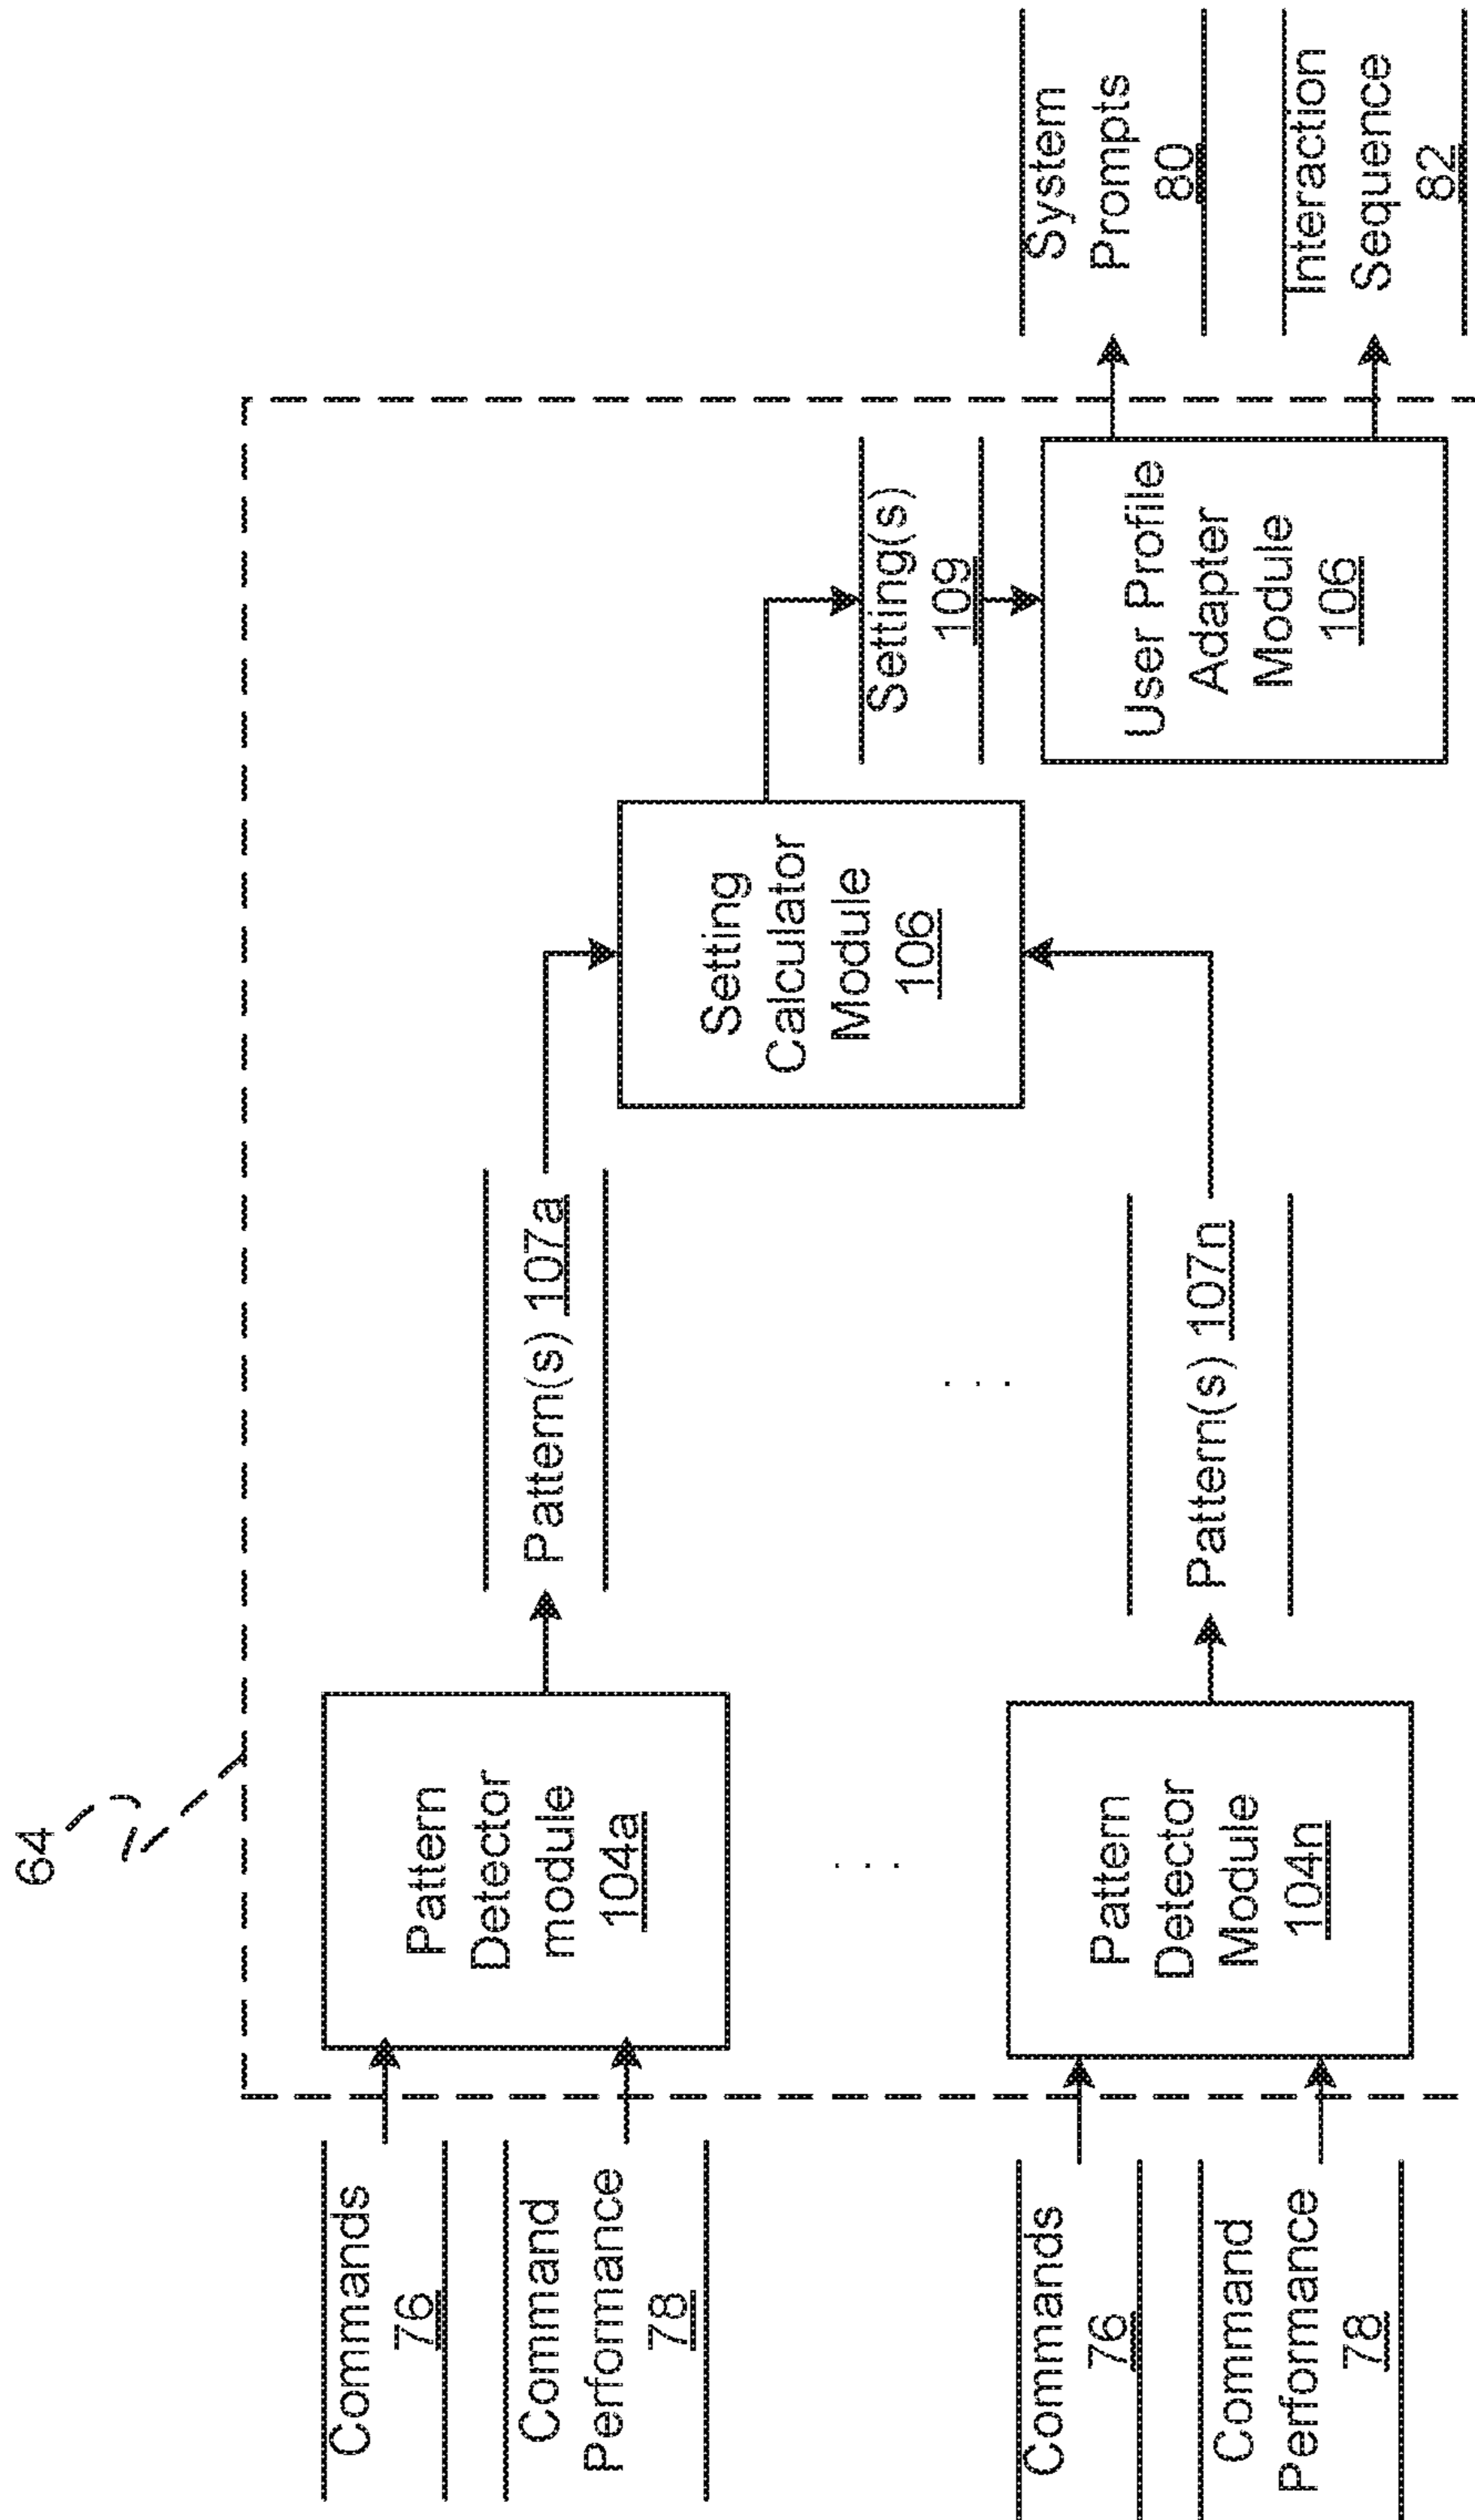 64
Commands
76
Command
Performance
78
Pattern
Detector
module
104a
Pattern(s) 107a
Setting
Calculator
Module
106
Setting(s)
109
User Profile
Adapter
Module
106
System
Prompts
80
Interaction
Sequence
82
. . .
. . .
Commands
76
Command
Performance
78
Pattern
Detector
Module
104n
Pattern(s) 107n